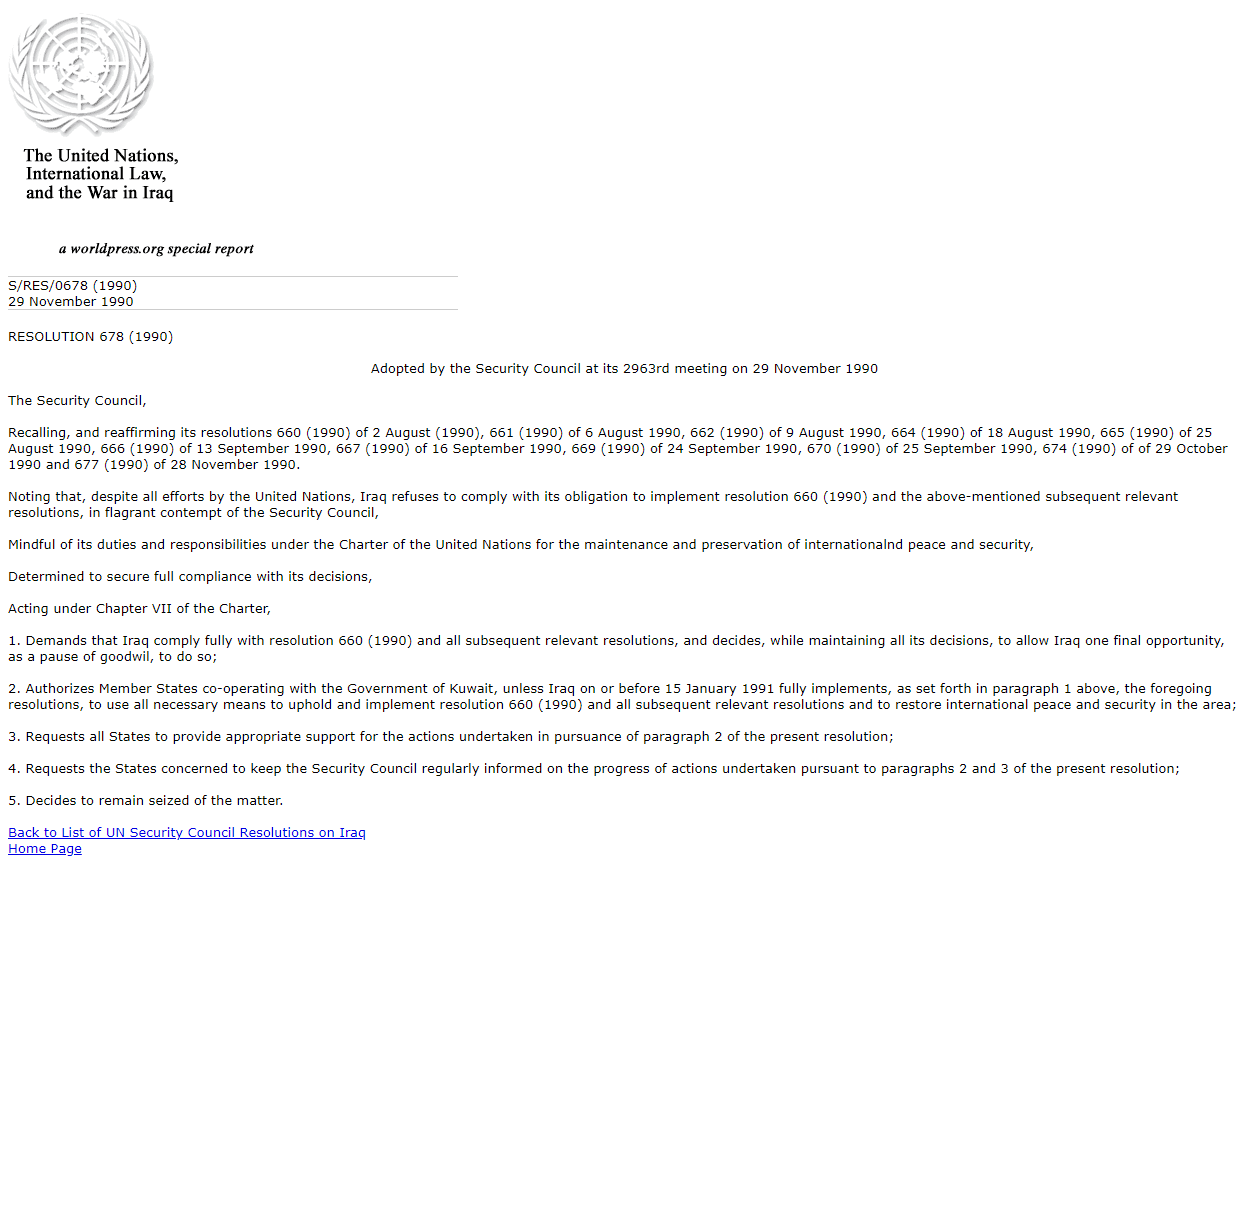 The United Nations,
International Law,
and the War in Iraq
a worldpress.org special report
S/RES/0678 (1990)
29 November 1990
RESOLUTION 678 (1990)
Adopted by the Security Council at its 2963rd meeting on 29 November 1990
The Security Council,
Recalling, and reaffirming its resolutions 660 (1990) of 2 August (1990), 661 (1990) of 6 August 1990, 662 (1990) of 9 August 1990, 664 (1990) of 18 August 1990, 665 (1990) of 25
August 1990, 666 (1990) of 13 September 1990, 667 (1990) of 16 September 1990, 669 (1990) of 24 September 1990, 670 (1990) of 25 September 1990, 674 (1990) of of 29 October
1990 and 677 (1990) of 28 November 1990.
Noting that, despite all efforts by the United Nations, Iraq refuses to comply with its obligation to implement resolution 660 (1990) and the above-mentioned subsequent relevant
resolutions, in flagrant contempt of the Security Council,
Mindful of its duties and responsibilities under the Charter of the United Nations for the maintenance and preservation of internationalnd peace and security,
Determined to secure full compliance with its decisions,
Acting under Chapter VII of the Charter,
1. Demands that Iraq comply fully with resolution 660 (1990) and all subsequent relevant resolutions, and decides, while maintaining all its decisions, to allow Iraq one final opportunity,
as a pause of goodwil, to do so;
2. Authorizes Member States co-operating with the Government of Kuwait, unless Iraq on or before 15 January 1991 fully implements, as set forth in paragraph 1 above, the foregoing
resolutions, to use all necessary means to uphold and implement resolution 660 (1990) and all subsequent relevant resolutions and to restore international peace and security in the area;
3. Requests all States to provide appropriate support for the actions undertaken in pursuance of paragraph 2 of the present resolution;
4. Requests the States concerned to keep the Security Council regularly informed on the progress of actions undertaken pursuant to paragraphs 2 and 3 of the present resolution;
5. Decides to remain seized of the matter.
Back to List of UN Security Council Resolutions on Iraq
Home Page